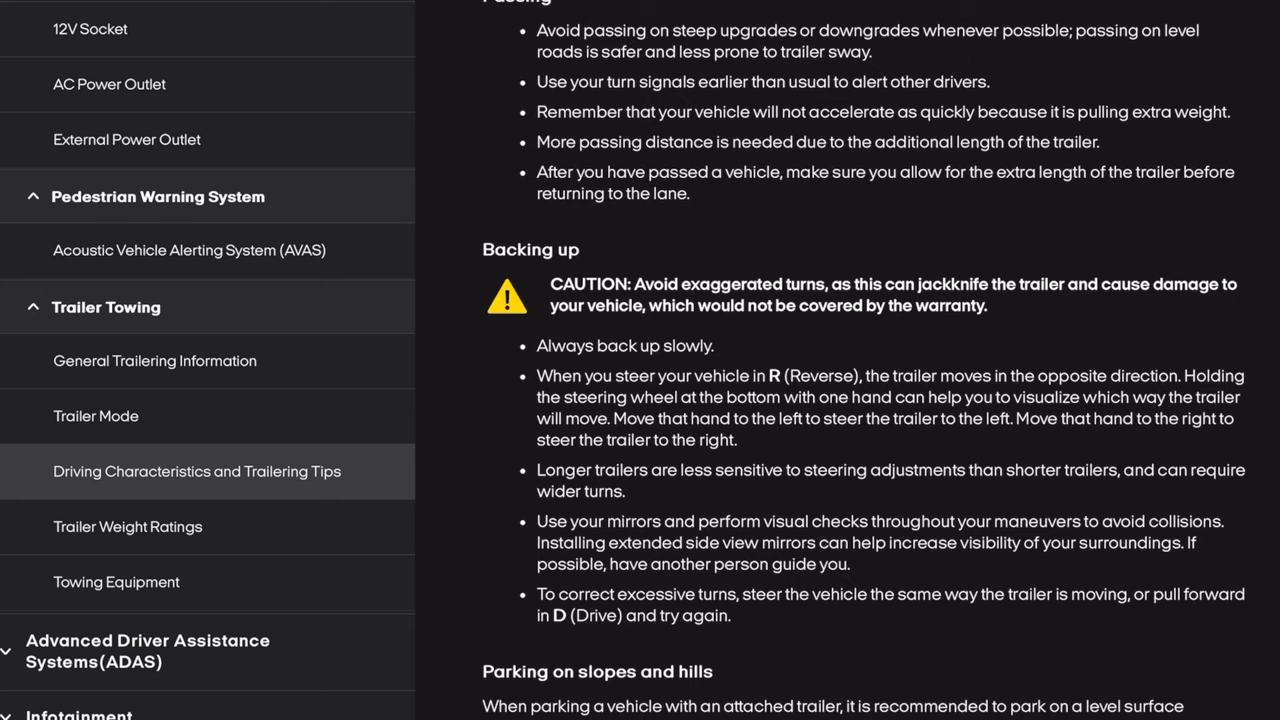 12V Socket
AC Power Outlet
External Power Outlet
Pedestrian Warning System
Acoustic Vehicle Alerting System (AVAS)
Trailer Towing
General Trailering Information
Trailer Mode
Driving Characteristics and Trailering Tips
Trailer Weight Ratings
Towing Equipment
Advanced Driver Assistance
Systems(ADAS)
Infotainment
Passing
• Avoid passing on steep upgrades or downgrades whenever possible; passing on level
roads is safer and less prone to trailer sway.
• Use your turn signals earlier than usual to alert other drivers.
• Remember that your vehicle will not accelerate as quickly because it is pulling extra weight.
• More passing distance is needed due to the additional length of the trailer.
• After you have passed a vehicle, make sure you allow for the extra length of the trailer before
returning to the lane.
Backing up
CAUTION: Avoid exaggerated turns, as this can jackknife the trailer and cause damage to
your vehicle, which would not be covered by the warranty.
• Always back up slowly.
• When you steer your vehicle in R (Reverse), the trailer moves in the opposite direction. Holding
the steering wheel at the bottom with one hand can help you to visualize which way the trailer
will move. Move that hand to the left to steer the trailer to the left. Move that hand to the right to
steer the trailer to the right.
• Longer trailers are less sensitive to steering adjustments than shorter trailers, and can require
wider turns.
• Use your mirrors and perform visual checks throughout your maneuvers to avoid collisions.
Installing extended side view mirrors can help increase visibility of your surroundings. If
possible, have another person guide you.
• To correct excessive turns, steer the vehicle the same way the trailer is moving, or pull forward
in D (Drive) and try again.
Parking on slopes and hills
When parking a vehicle with an attached trailer, it is recommended to park on a level surface